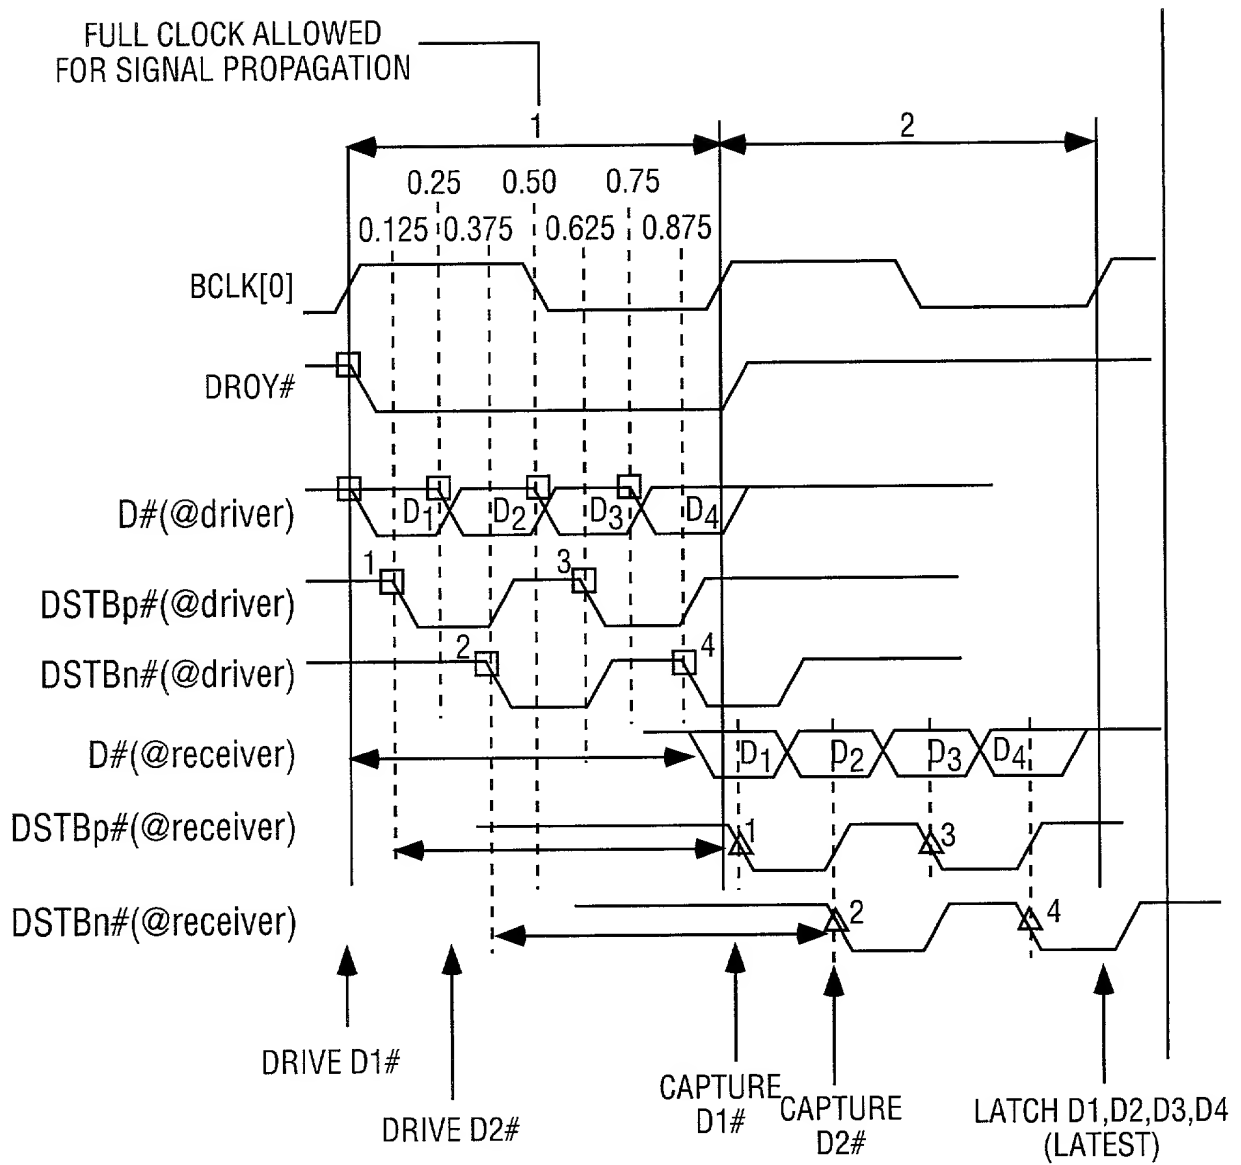 FULL CLOCK ALLOWED
FOR SIGNAL PROPAGATION
1
2
0.25 0.50 0.75
0.125 0.375 0.625 0.875
BCLK[0]
DROY#
D#(@driver) D1 D2 D3 D4
DSTBp#(@driver) 1 3
DSTBn#(@driver) 2 4
D#(@receiver) D1 D2 D3 D4
DSTBp#(@receiver) 1 3
DSTBn#(@receiver) 2 4
DRIVE D1#
DRIVE D2#
CAPTURE
D1#
CAPTURE
D2#
LATCH D1,D2,D3,D4
(LATEST)